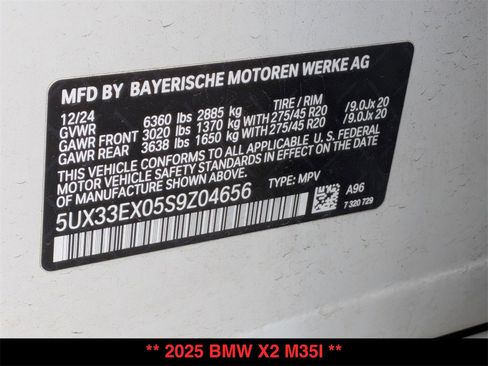 MFD BY BAYERISCHE MOTOREN WERKE AG
12/24 TIRE / RIM
GVWR 6360 lbs 2885 kg
GAWR FRONT 3020 lbs 1370 kg WITH 275/45 R20 /9.0Jx 20
GAWR REAR 3638 lbs 1650 kg WITH 275/45 R20 /9.0Jx 20
THIS VEHICLE CONFORMS TO ALL APPLICABLE U. S. FEDERAL
MOTOR VEHICLE SAFETY STANDARDS IN EFFECT ON THE DATE
OF MANUFACTURE SHOWN ABOVE.
5UX33EX05S9Z04656 TYPE: MPV
A96
7 320 729
** 2025 BMW X2 M35I **